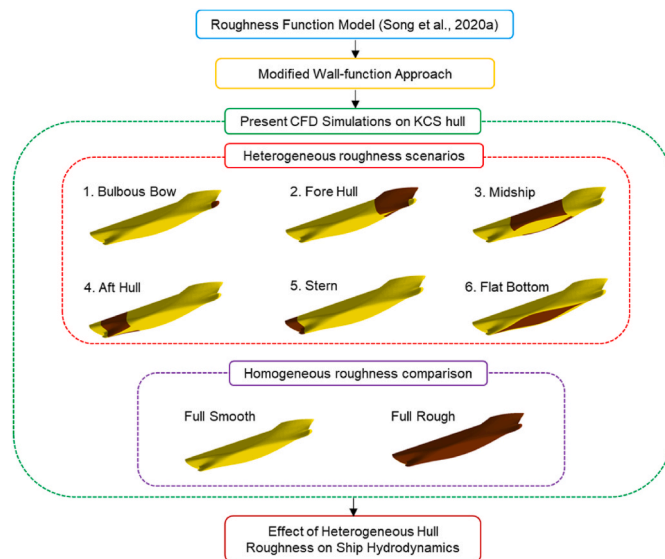 Roughness Function Model (Song et al., 2020a)
Modified Wall-function Approach
Present CFD Simulations on KCS hull
Heterogeneous roughness scenarios
1. Bulbous Bow
2. Fore Hull
3. Midship
4. Aft Hull
5. Stern
6. Flat Bottom
Homogeneous roughness comparison
Full Smooth
Full Rough
Effect of Heterogeneous Hull
Roughness on Ship Hydrodynamics